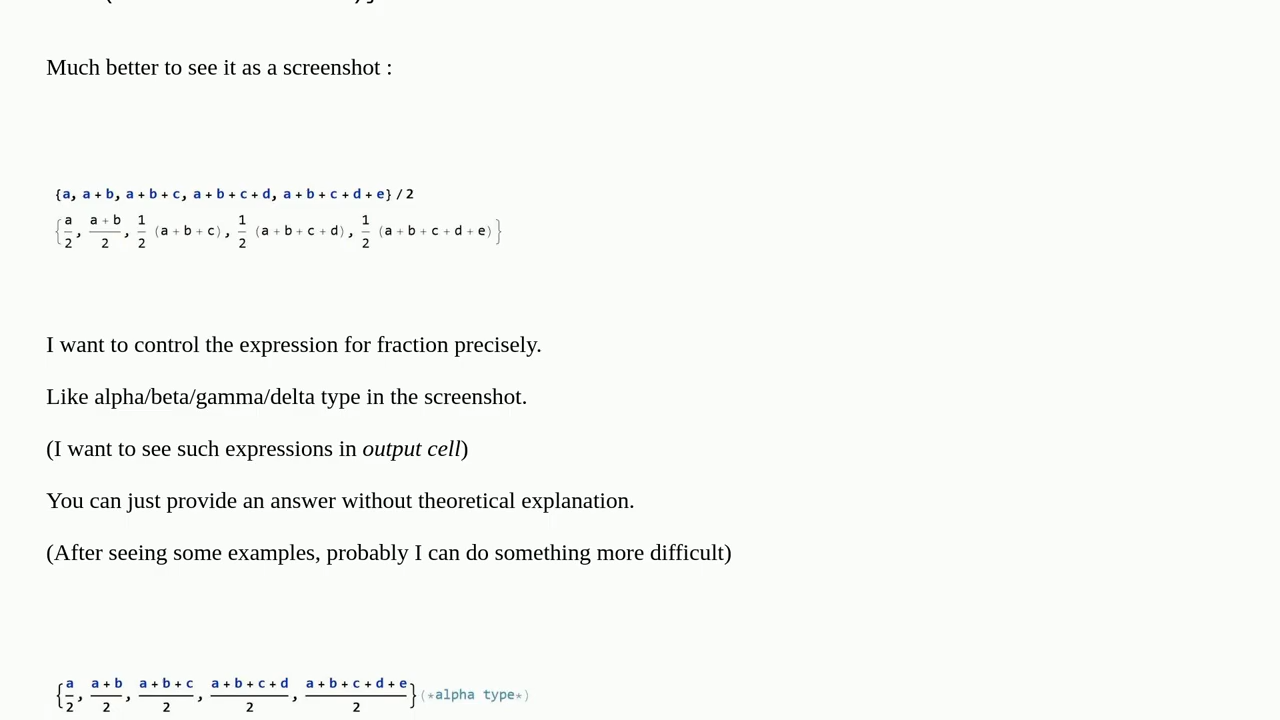 Much better to see it as a screenshot :
{a, a + b, a + b + c, a + b + c + d, a + b + c + d + e} / 2
{a/2, (a + b)/2, 1/2 (a + b + c), 1/2 (a + b + c + d), 1/2 (a + b + c + d + e)}
I want to control the expression for fraction precisely.
Like alpha/beta/gamma/delta type in the screenshot.
(I want to see such expressions in output cell)
You can just provide an answer without theoretical explanation.
(After seeing some examples, probably I can do something more difficult)
{a/2, (a + b)/2, (a + b + c)/2, (a + b + c + d)/2, (a + b + c + d + e)/2} (*alpha type*)